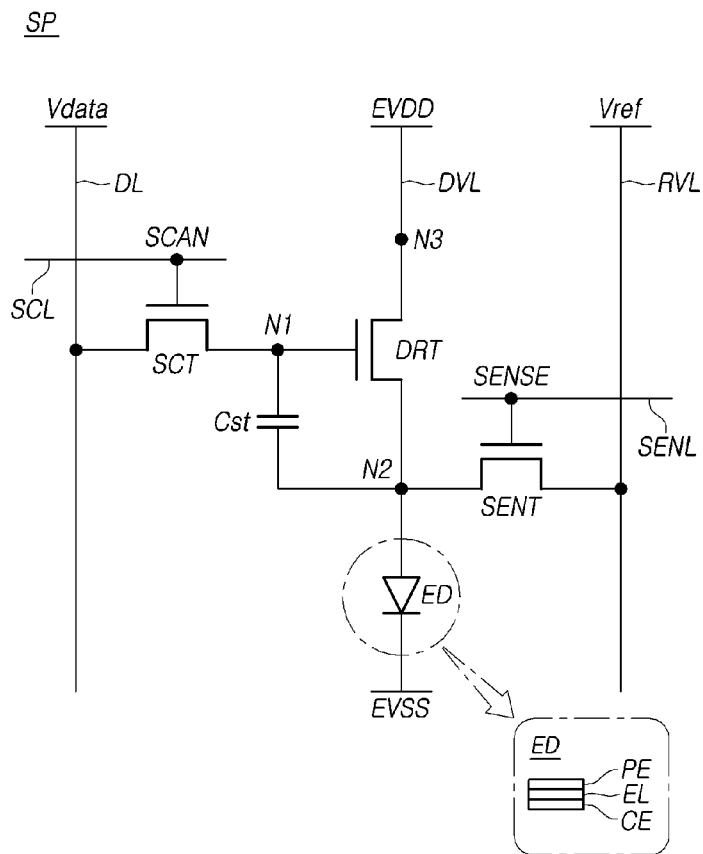 SP
Vdata
EVDD
Vref
DL
DVL
RVL
SCAN
N3
SCL
N1
DRT
SCT
SENSE
Cst
SENL
N2
SENT
ED
EVSS
ED
PE
EL
CE